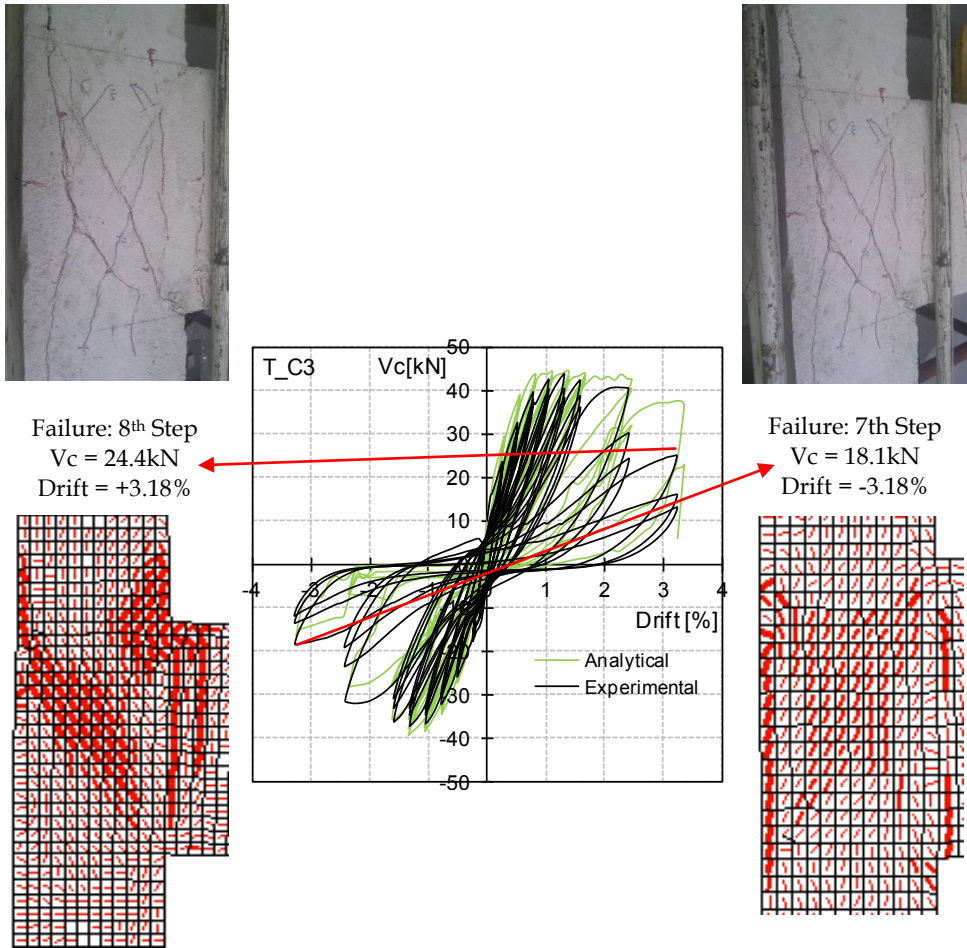 T_C3
Vc[kN]
50
40
30
20
10
-4
-3
-2
-1
0
1
2
3
4
Drift [%]
-10
-20
-30
-40
-50
Analytical
Experimental
Failure: 8th Step
Vc = 24.4kN
Drift = +3.18%
Failure: 7th Step
Vc = 18.1kN
Drift = -3.18%